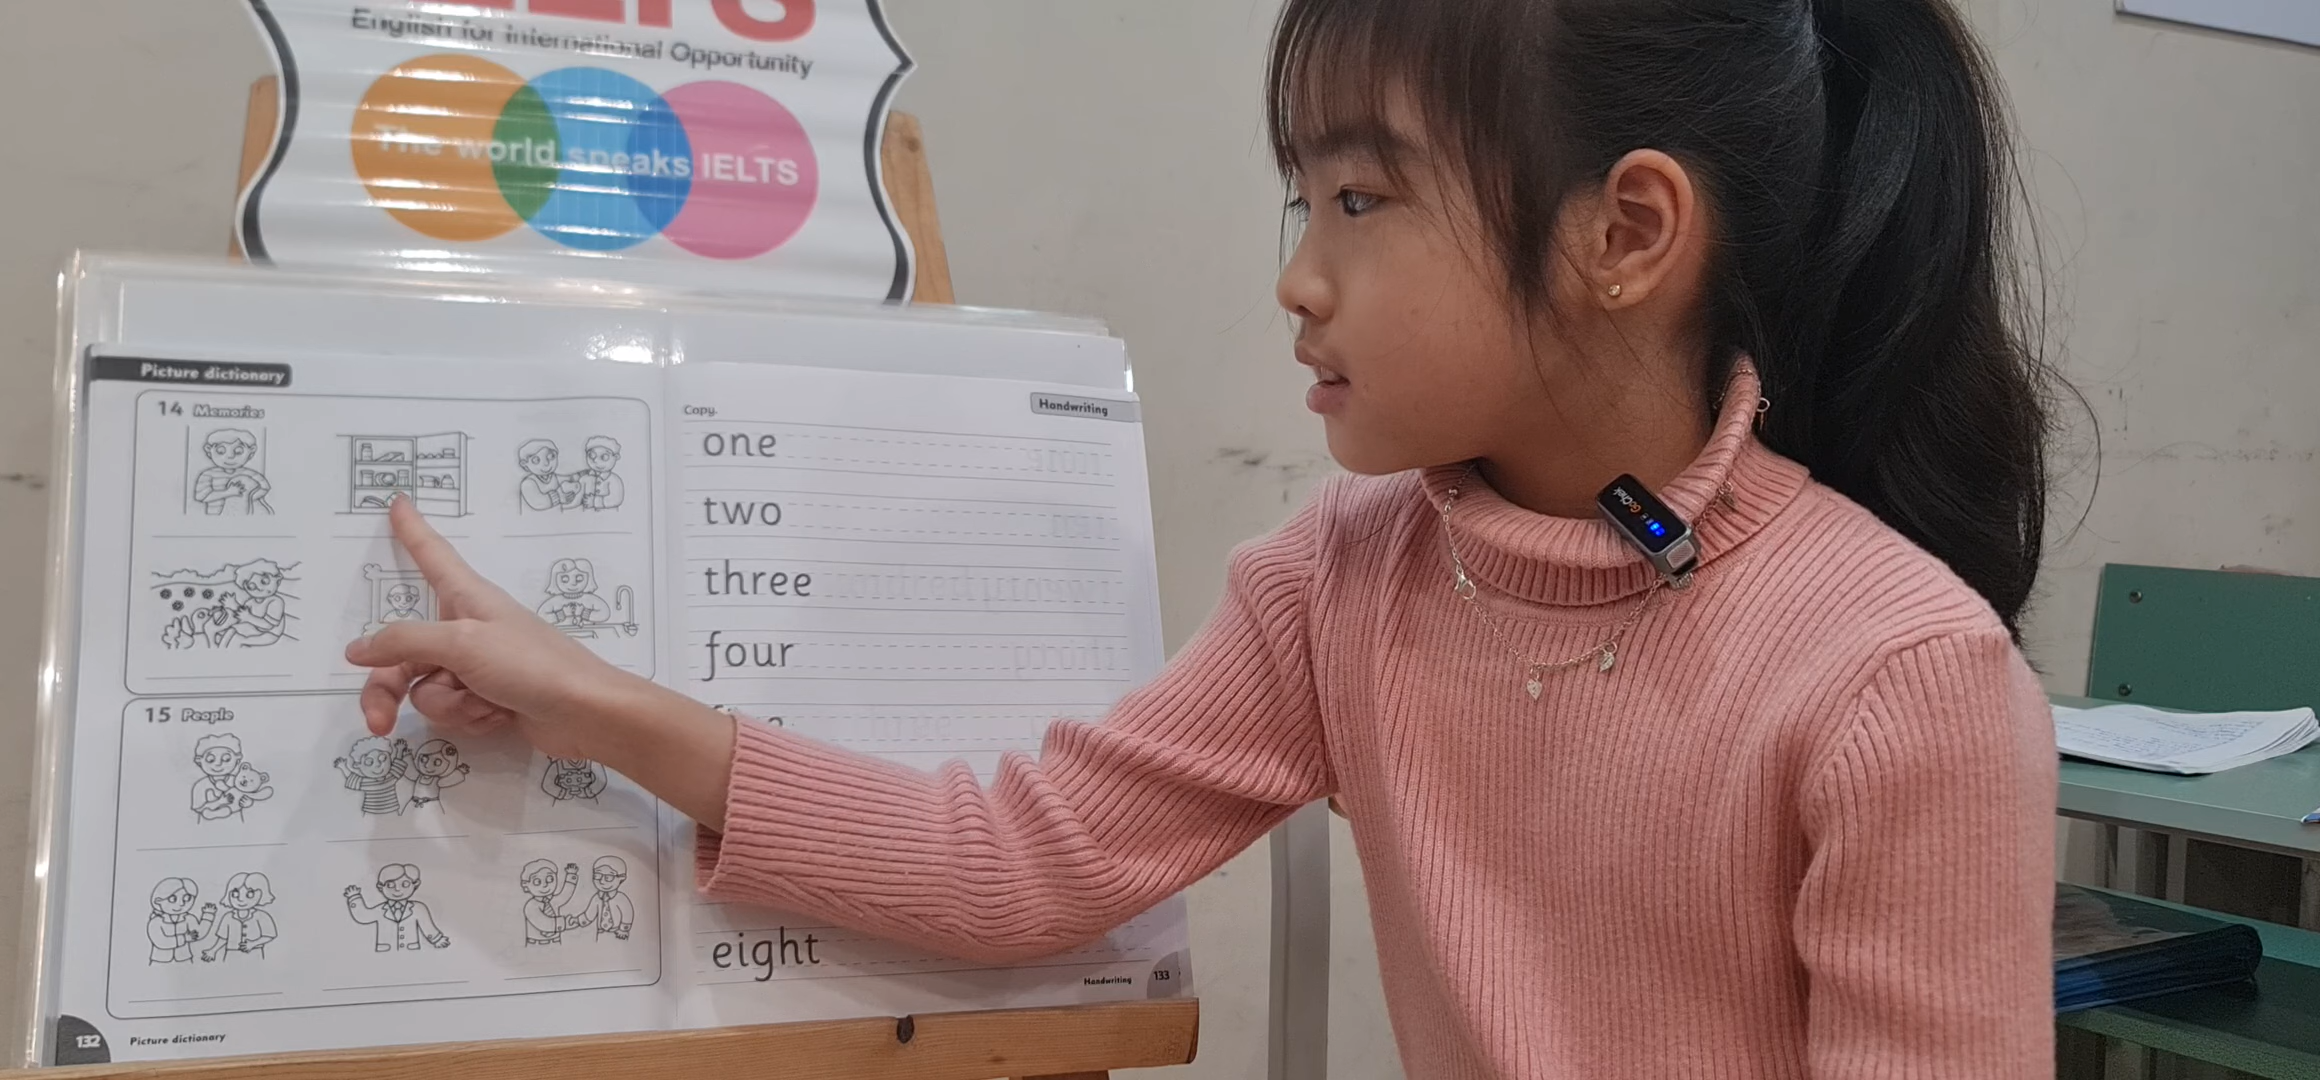 IELTS
English for International Opportunity
The world speaks IELTS
Picture dictionary
14 Memories
15 People
132 Picture dictionary
Handwriting
Copy.
one
two
three
four
eight
Handwriting 133